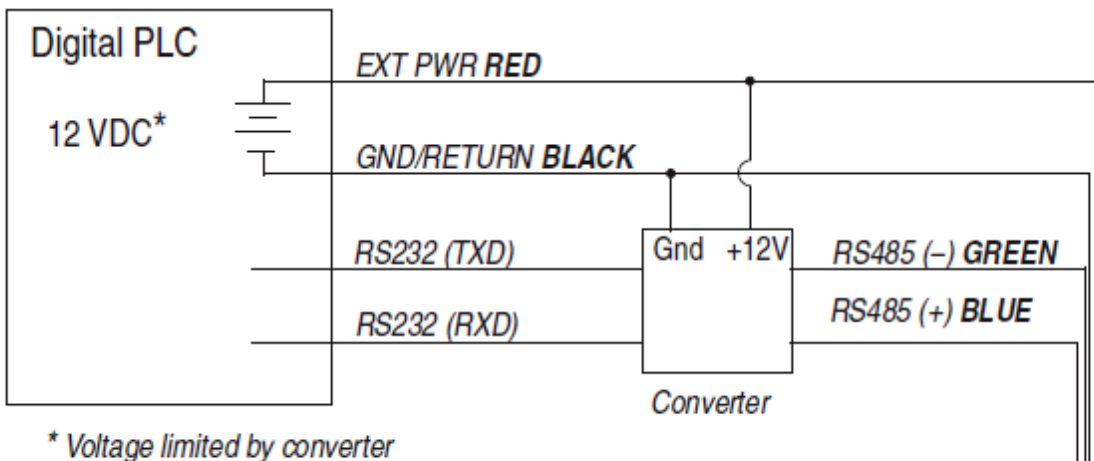 Digital PLC
12 VDC*
EXT PWR RED
GND/RETURN BLACK
RS232 (TXD)
RS232 (RXD)
Gnd +12V
RS485 (–) GREEN
RS485 (+) BLUE
Converter
* Voltage limited by converter